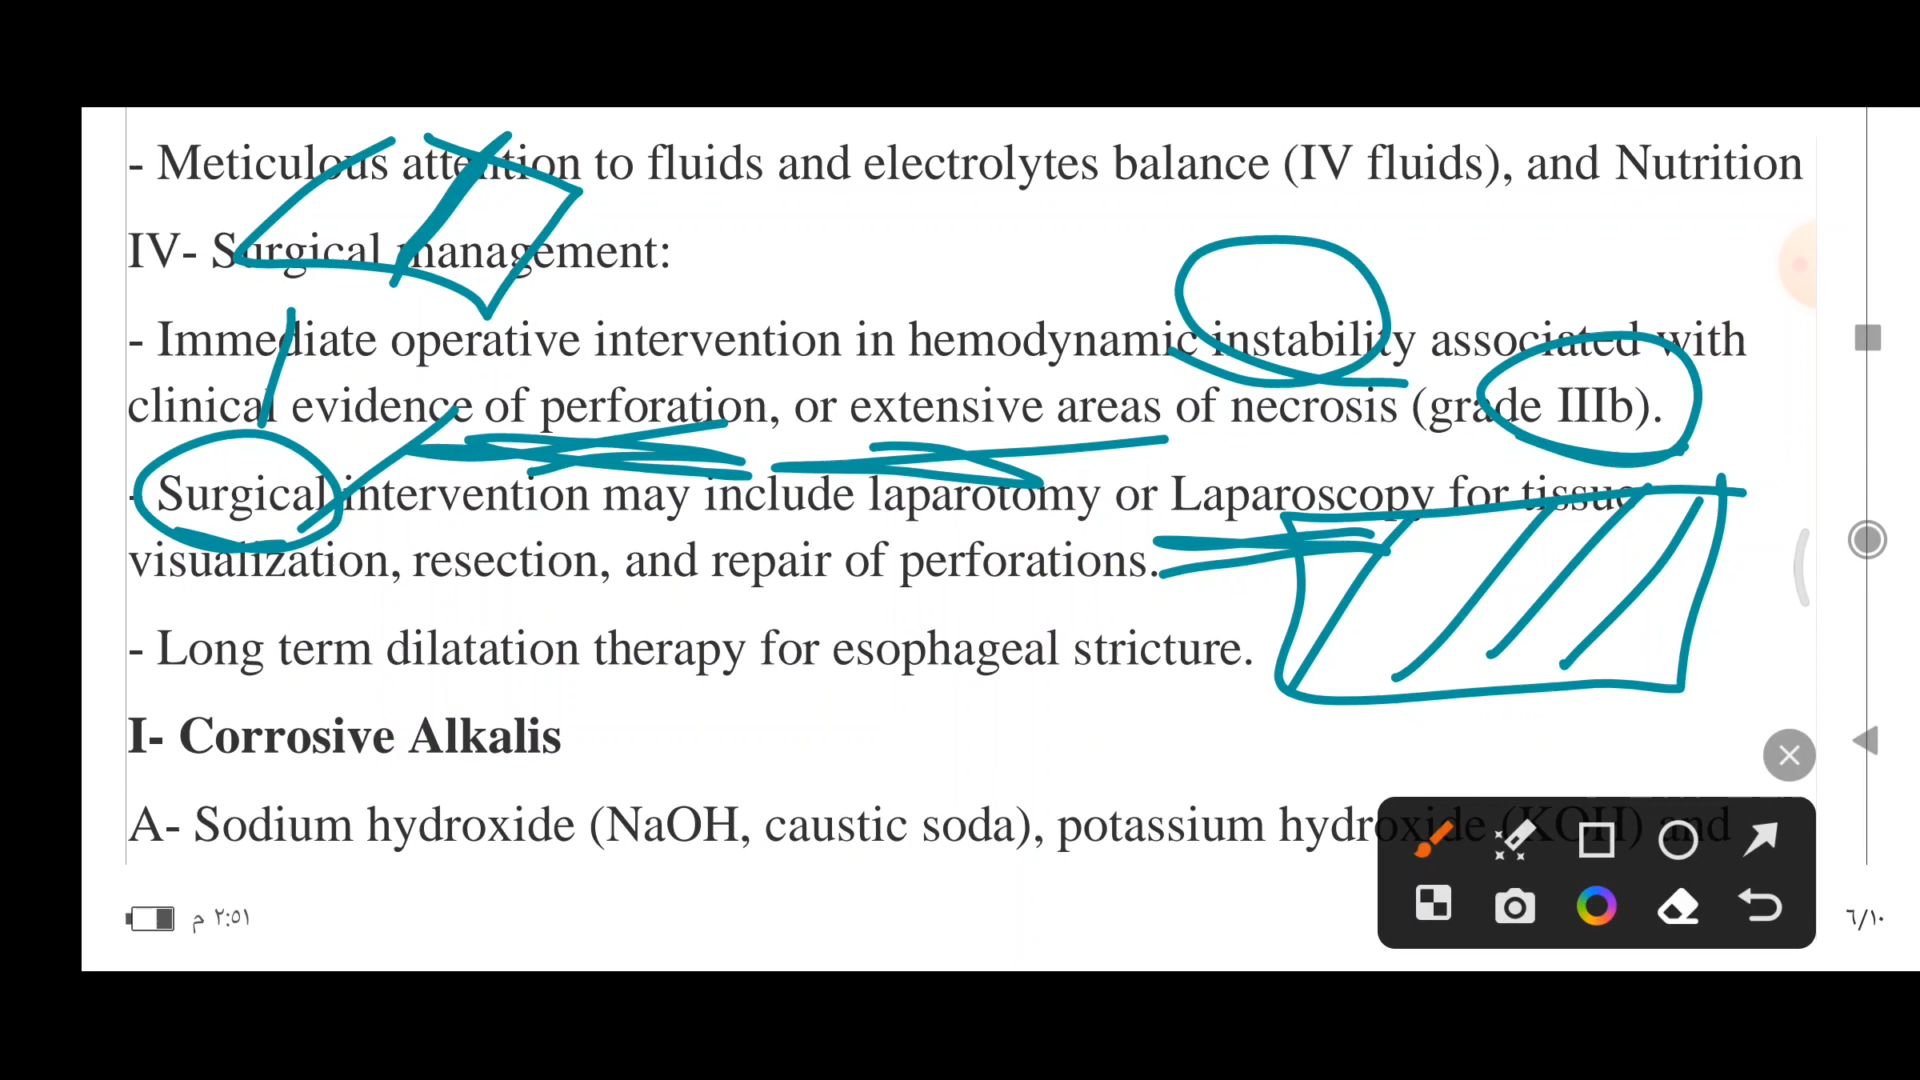 - Meticulous attention to fluids and electrolytes balance (IV fluids), and Nutrition
IV- Surgical management:
- Immediate operative intervention in hemodynamic instability associated with
clinical evidence of perforation, or extensive areas of necrosis (grade IIIb).
- Surgical intervention may include laparotomy or Laparoscopy for tissue
visualization, resection, and repair of perforations.
- Long term dilatation therapy for esophageal stricture.
I- Corrosive Alkalis
A- Sodium hydroxide (NaOH, caustic soda), potassium hydroxide (KOH) and
٢:٥١ م
٦/١٠